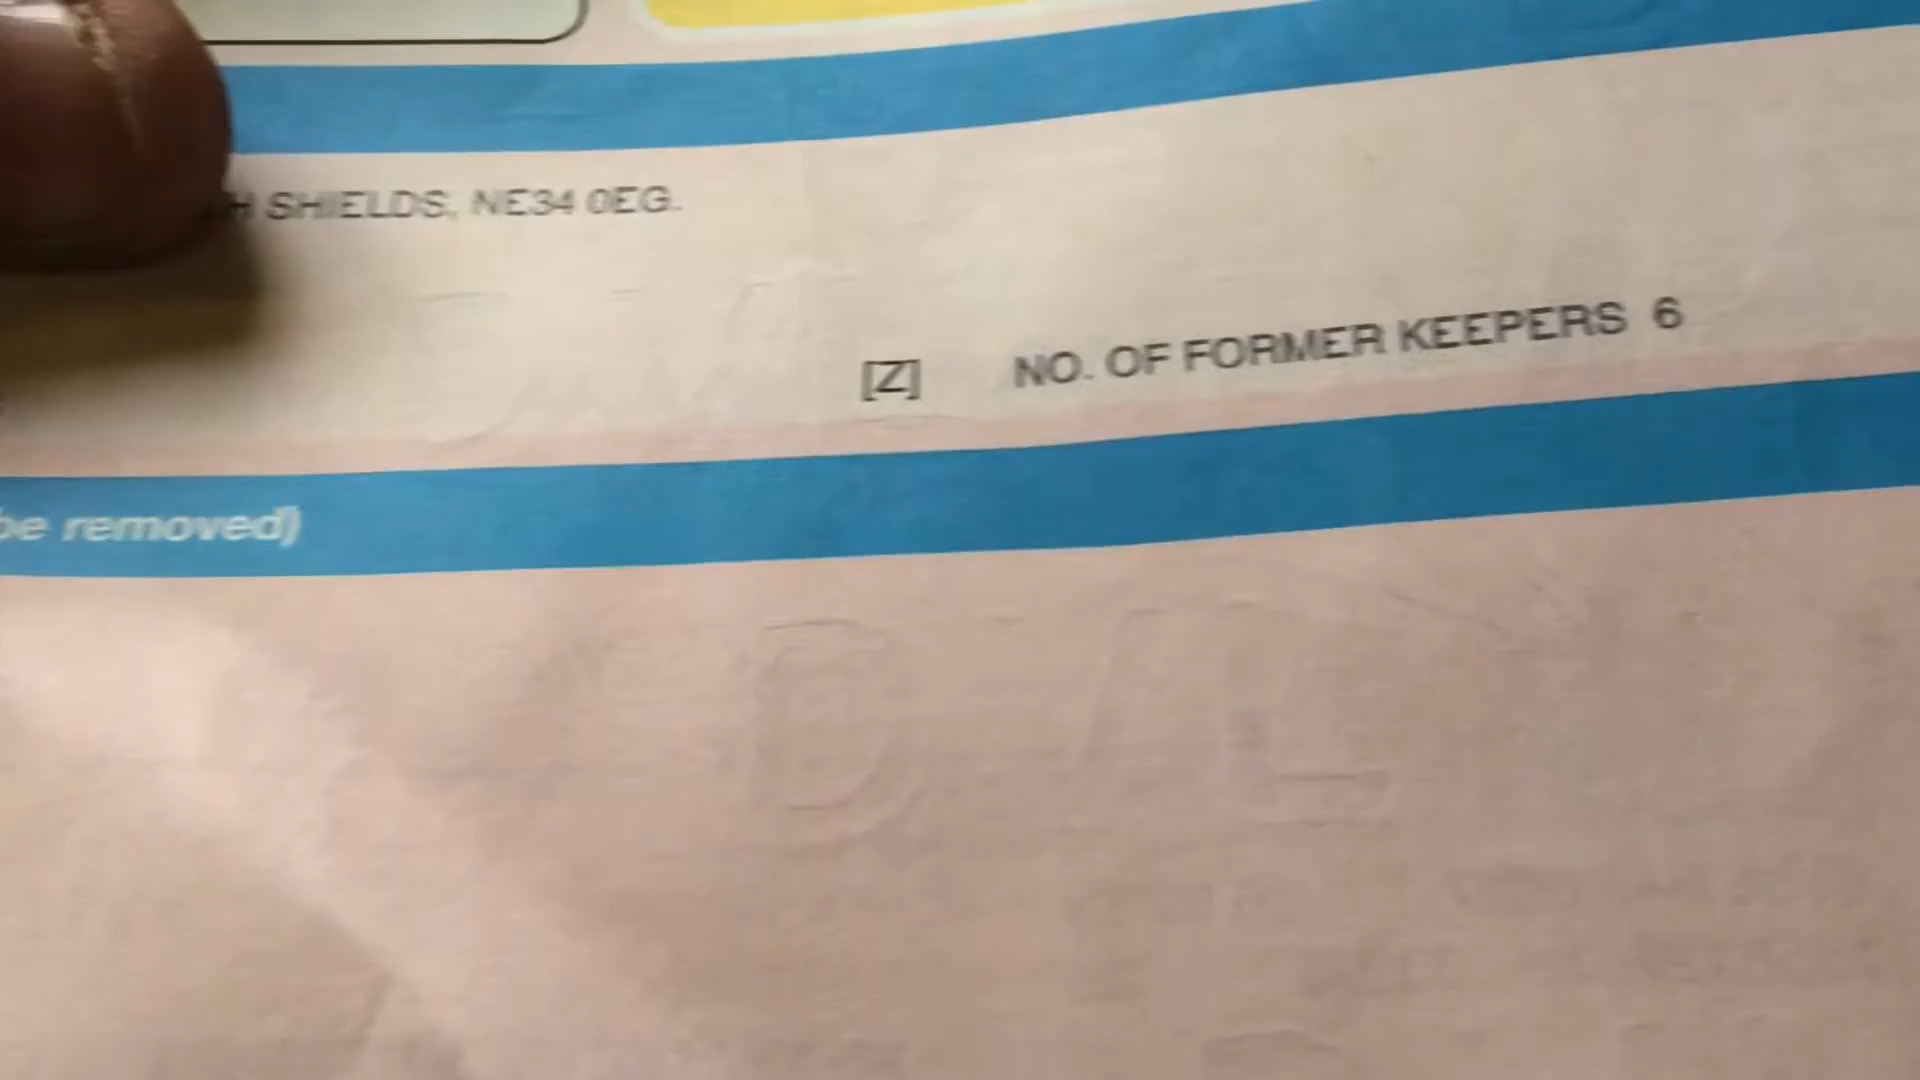 H SHIELDS, NE34 0EG.
[Z] NO. OF FORMER KEEPERS 6
be removed)